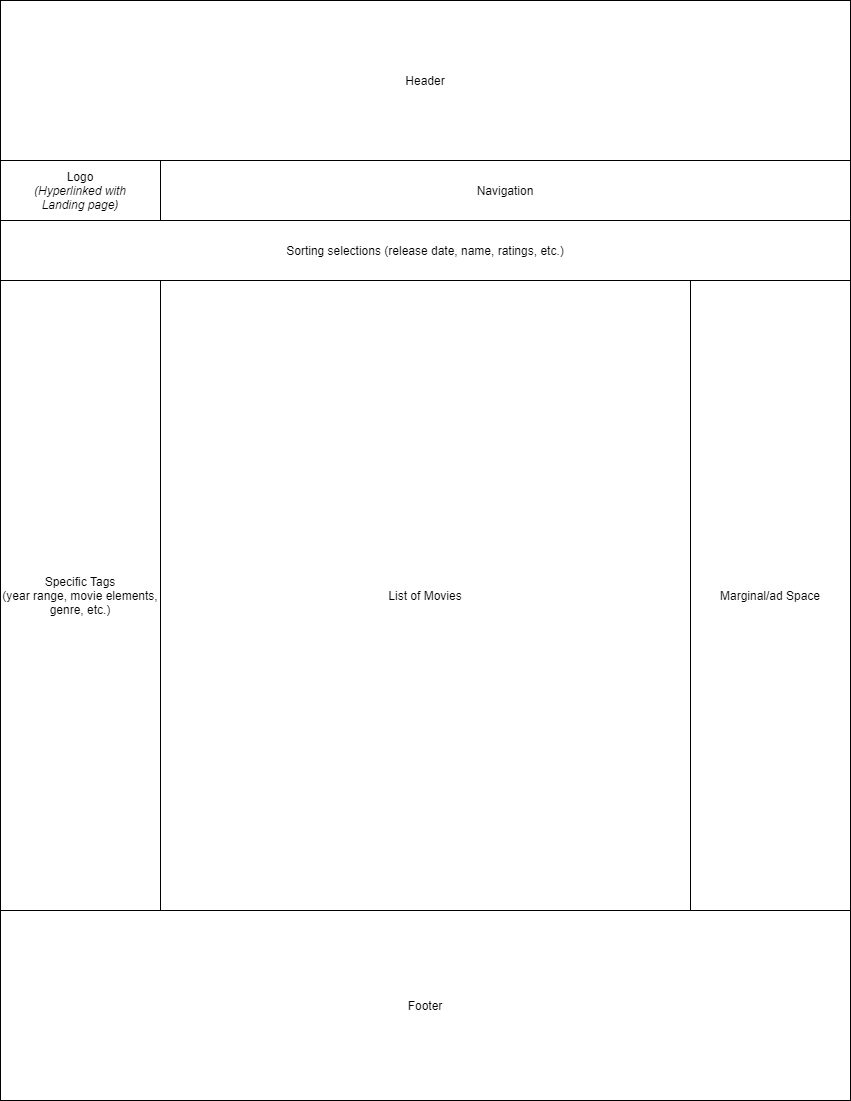 Header
Logo
(Hyperlinked with
Landing page)
Navigation
Sorting selections (release date, name, ratings, etc.)
Specific Tags
(year range, movie elements,
genre, etc.)
List of Movies
Marginal/ad Space
Footer